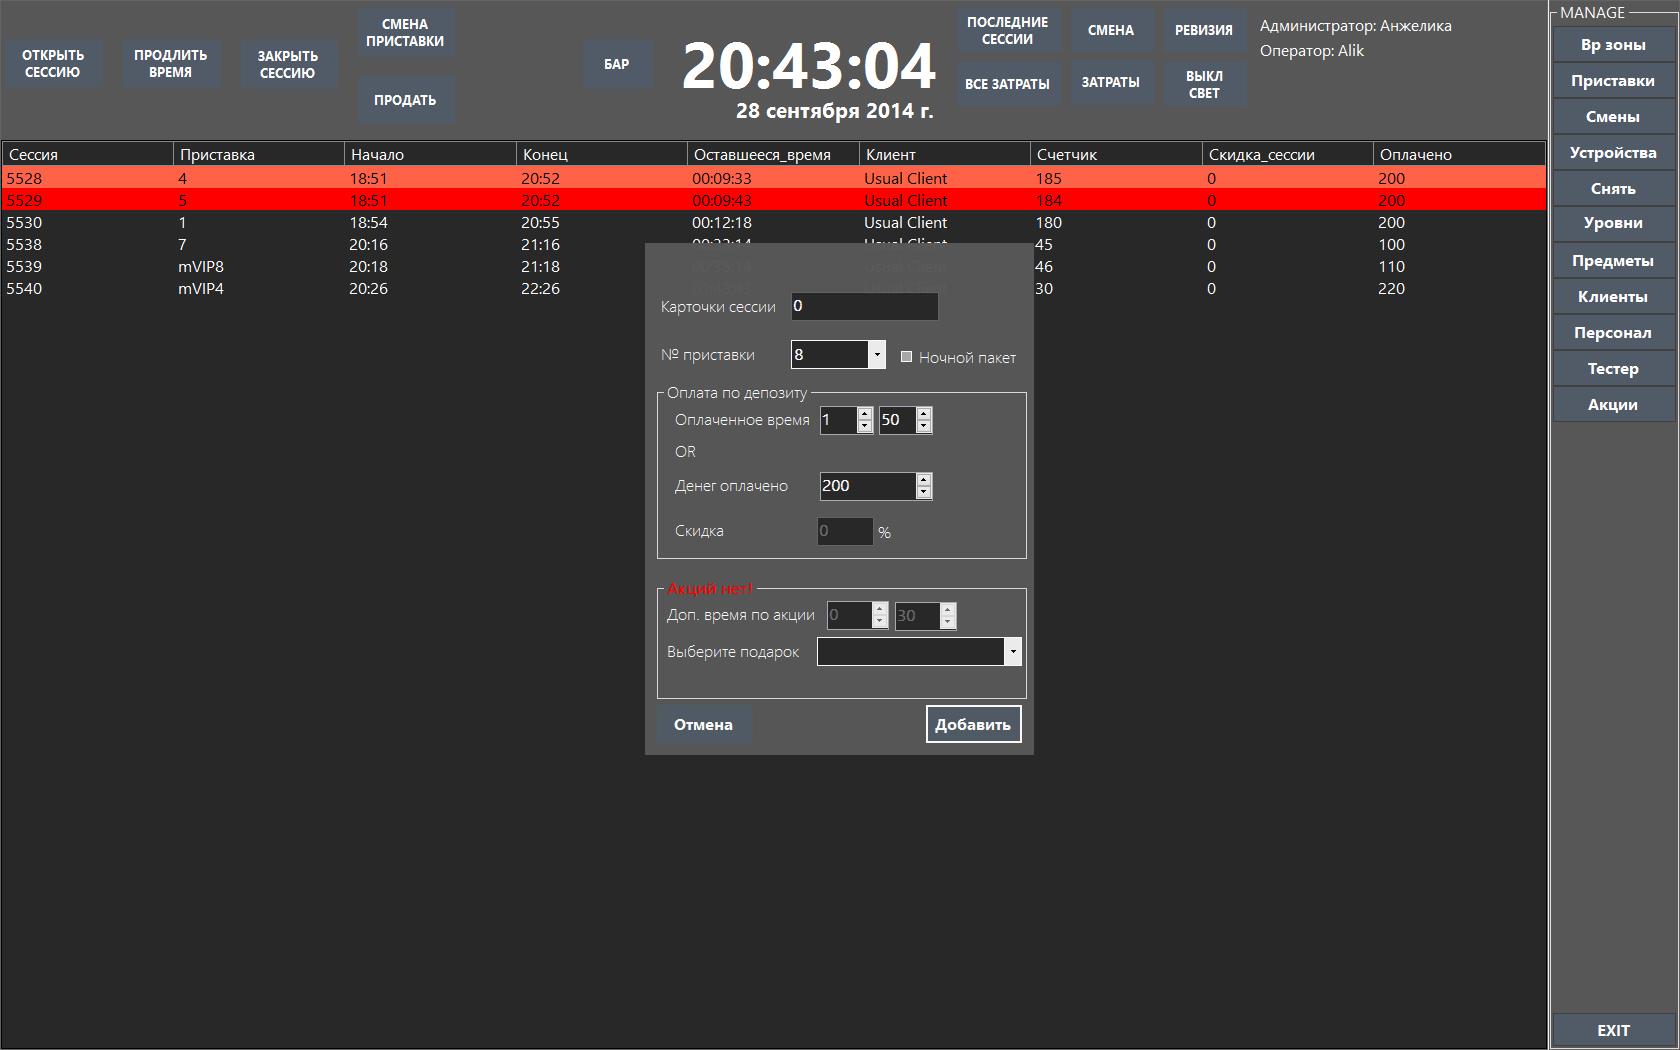 ОТКРЫТЬ
СЕССИЮ
ПРОДЛИТЬ
ВРЕМЯ
ЗАКРЫТЬ
СЕССИЮ
СМЕНА
ПРИСТАВКИ
ПРОДАТЬ
БАР
20:43:04
28 сентября 2014 г.
ПОСЛЕДНИЕ
СЕССИИ
СМЕНА
РЕВИЗИЯ
ВСЕ ЗАТРАТЫ
ЗАТРАТЫ
ВЫКЛ
СВЕТ
Администратор: Анжелика
Оператор: Alik
Сессия Приставка Начало Конец Оставшееся_время Клиент Счетчик Скидка_сессии Оплачено
5528 4 18:51 20:52 00:09:33 Usual Client 185 0 200
5529 5 18:51 20:52 00:09:43 Usual Client 184 0 200
5530 1 18:54 20:55 00:12:18 Usual Client 180 0 200
5538 7 20:16 21:16 Usual Client 45 0 100
5539 mVIP8 20:18 21:18 46 0 110
5540 mVIP4 20:26 22:26 30 0 220
Карточки сессии 0
№ приставки 8 Ночной пакет
Оплата по депозиту
Оплаченное время 1 50
OR
Денег оплачено 200
Скидка 0 %
Акций нет!
Доп. время по акции 0 30
Выберите подарок
Отмена Добавить
MANAGE
Вр зоны
Приставки
Смены
Устройства
Снять
Уровни
Предметы
Клиенты
Персонал
Тестер
Акции
EXIT